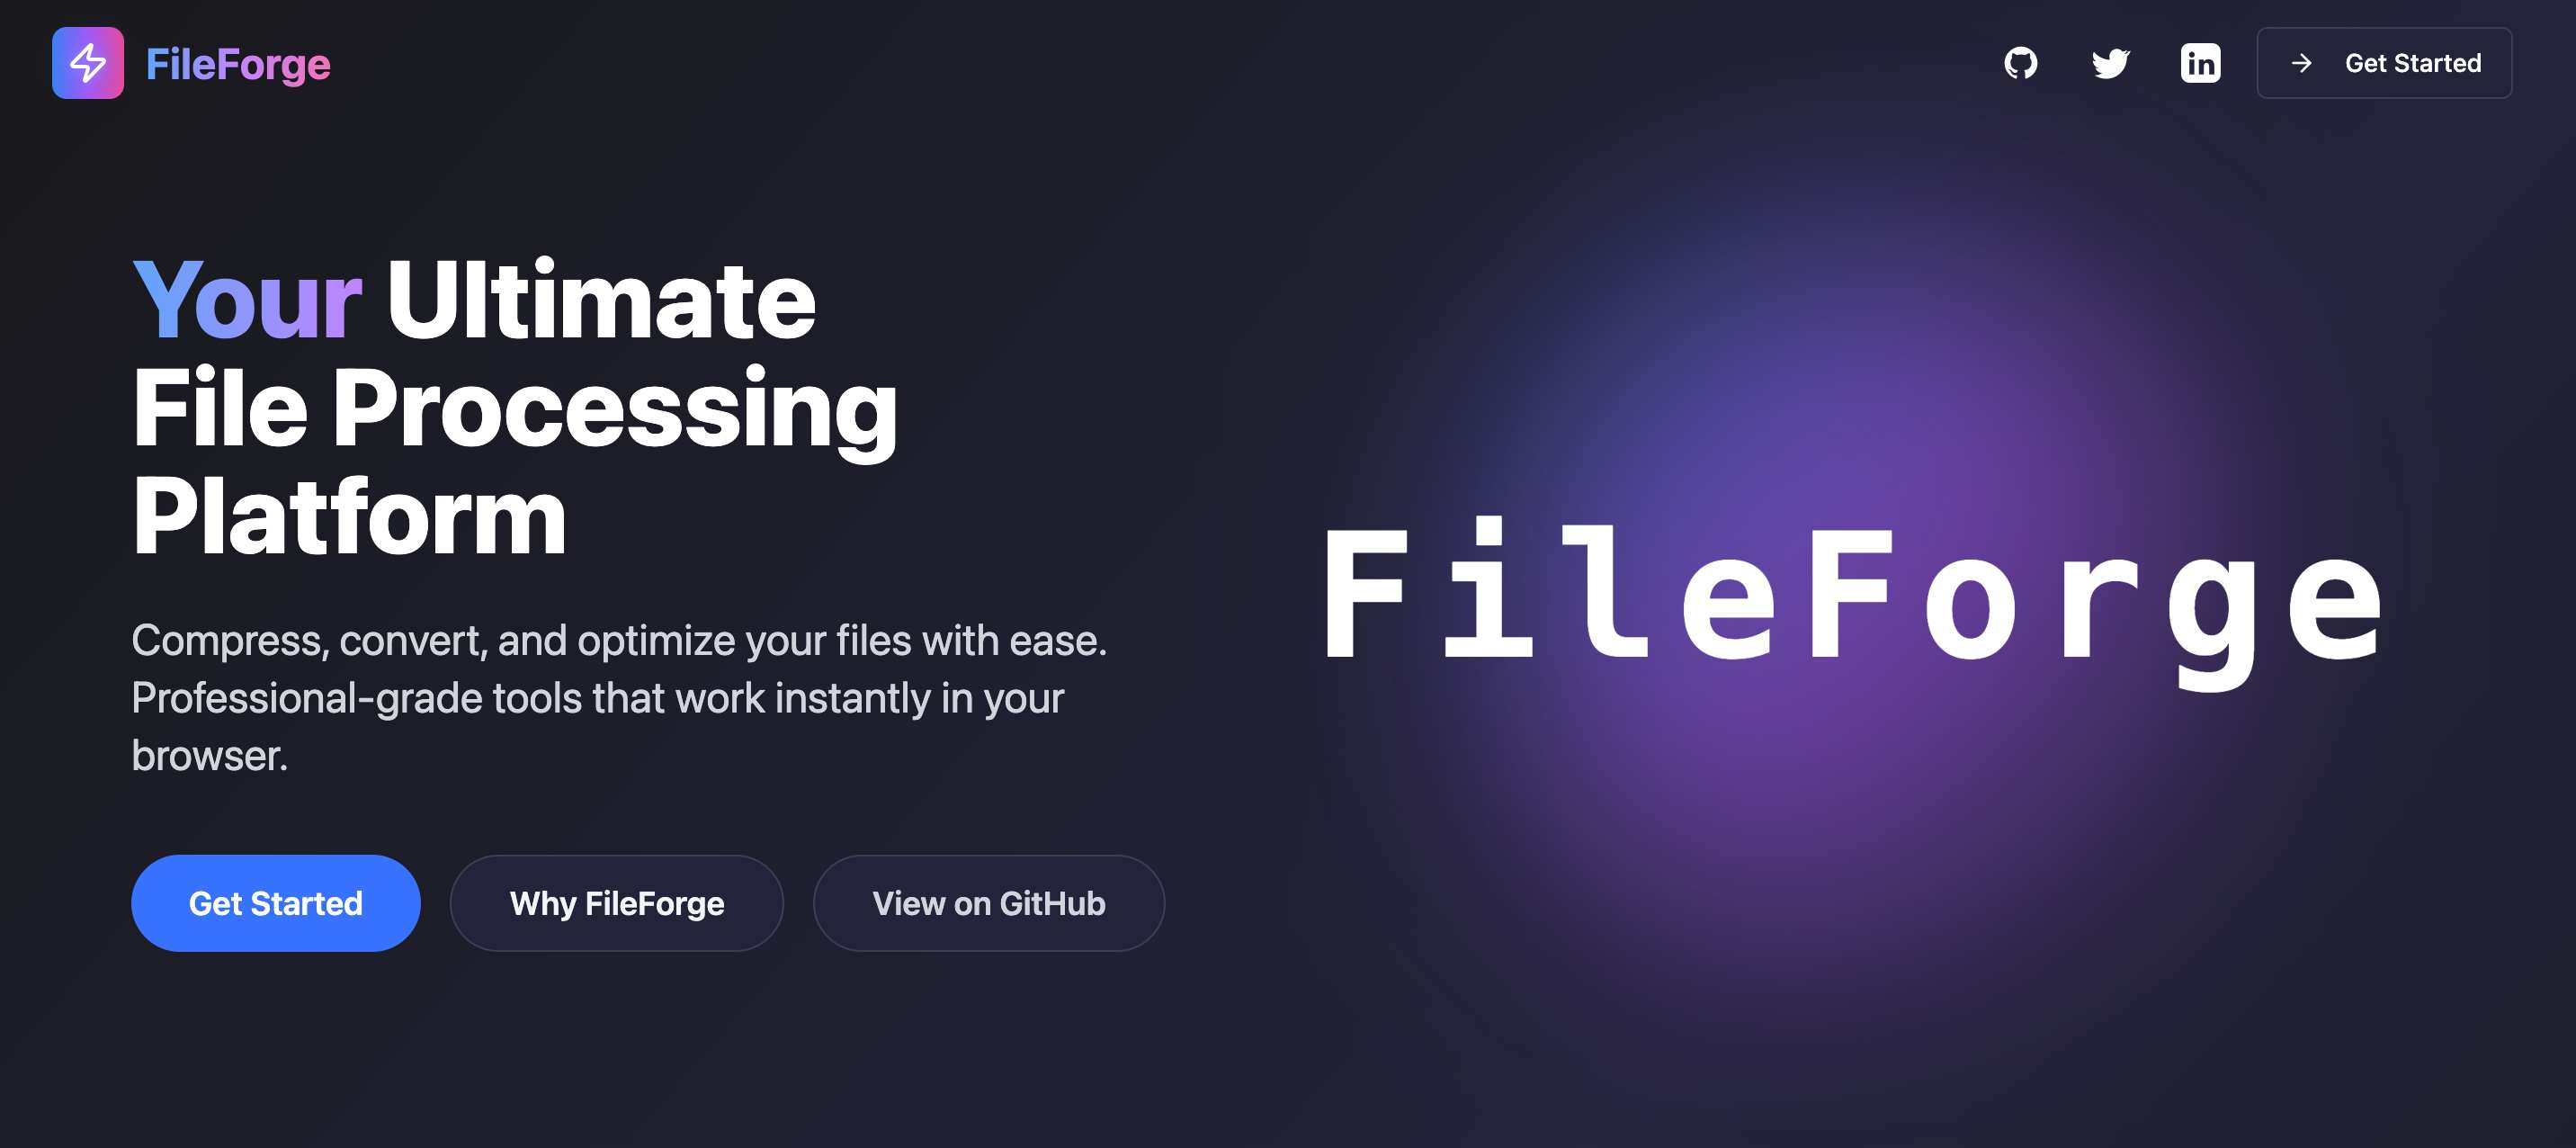 FileForge
Get Started
Your Ultimate
File Processing
Platform
Compress, convert, and optimize your files with ease.
Professional-grade tools that work instantly in your
browser.
Get Started
Why FileForge
View on GitHub
FileForge